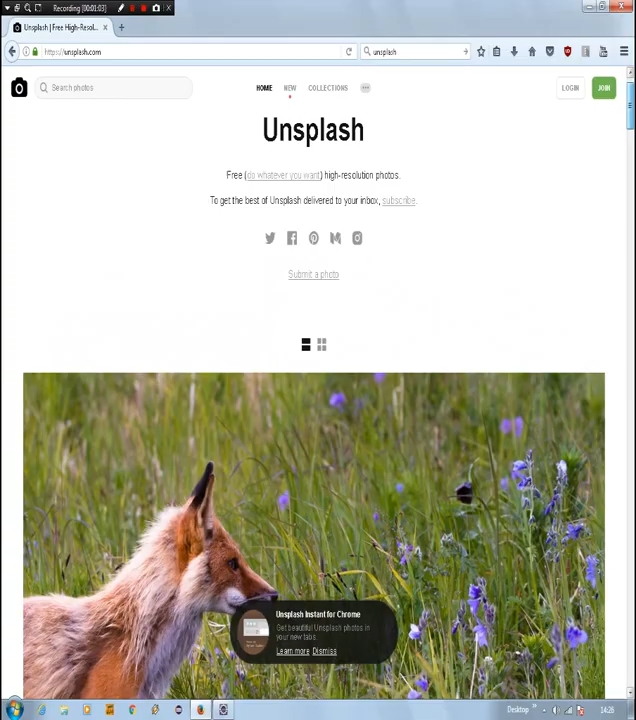 Recording [00:01:03]
Unsplash | Free High-Resol...
https://unsplash.com
unsplash
Search photos
HOME
NEW
COLLECTIONS
LOGIN
JOIN
Unsplash
Free (do whatever you want) high-resolution photos.
To get the best of Unsplash delivered to your inbox, subscribe.
Submit a photo
Unsplash Instant for Chrome
Get beautiful Unsplash photos in
your new tabs.
Learn more Dismiss
Desktop
14:26